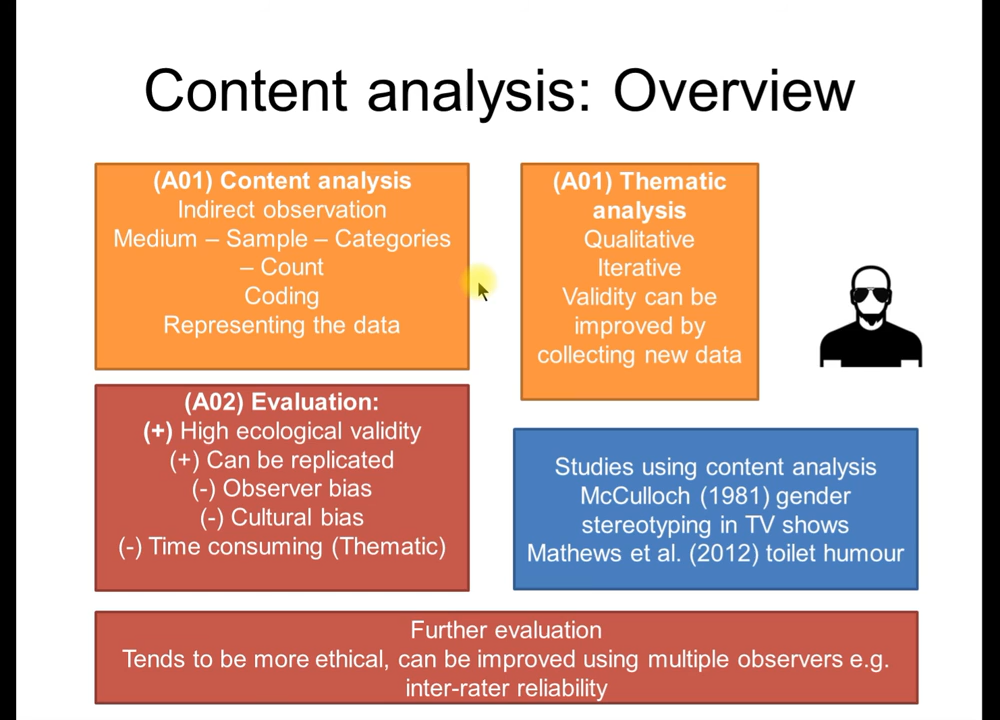 Content analysis: Overview
(A01) Content analysis
Indirect observation
Medium – Sample – Categories
– Count
Coding
Representing the data
(A01) Thematic
analysis
Qualitative
Iterative
Validity can be
improved by
collecting new data
(A02) Evaluation:
(+) High ecological validity
(+) Can be replicated
(-) Observer bias
(-) Cultural bias
(-) Time consuming (Thematic)
Studies using content analysis
McCulloch (1981) gender
stereotyping in TV shows
Mathews et al. (2012) toilet humour
Further evaluation
Tends to be more ethical, can be improved using multiple observers e.g.
inter-rater reliability